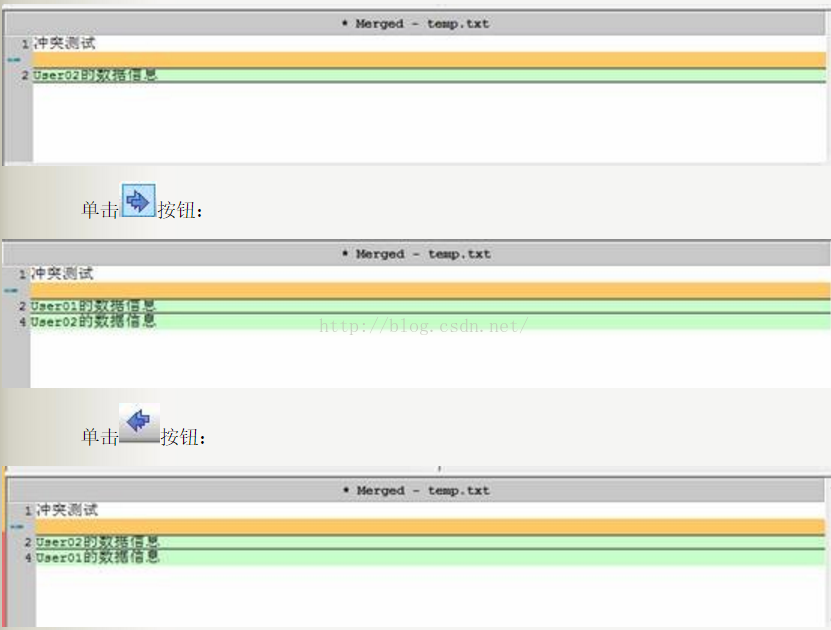 * Merged - temp.txt
1 冲突测试
2 User02的数据信息
单击按钮：
* Merged - temp.txt
1 冲突测试
2 User01的数据信息
4 User02的数据信息
http://blog.csdn.net/
单击按钮：
* Merged - temp.txt
1 冲突测试
2 User02的数据信息
4 User01的数据信息